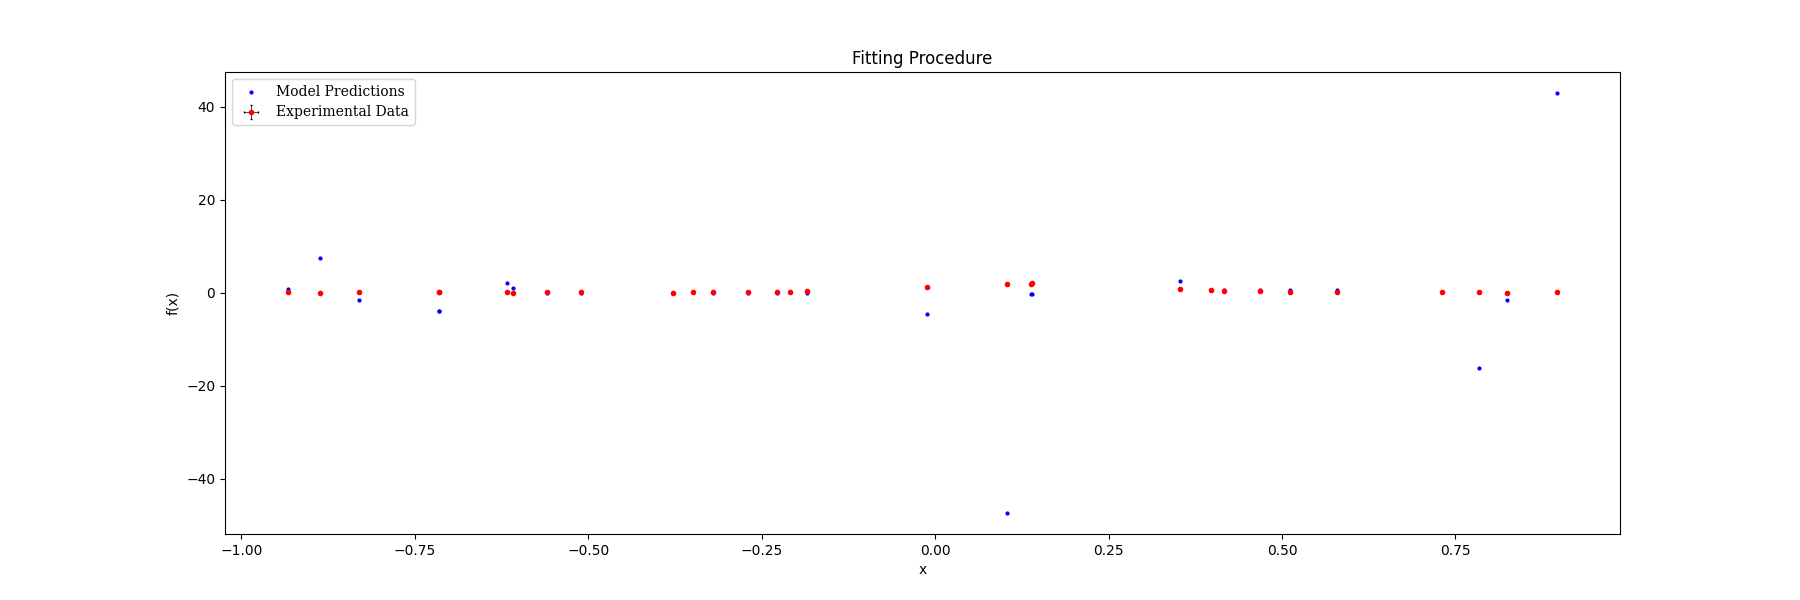 Fitting Procedure
Model Predictions
Experimental Data
40
20
0
−20
−40
f(x)
−1.00 −0.75 −0.50 −0.25 0.00 0.25 0.50 0.75
x